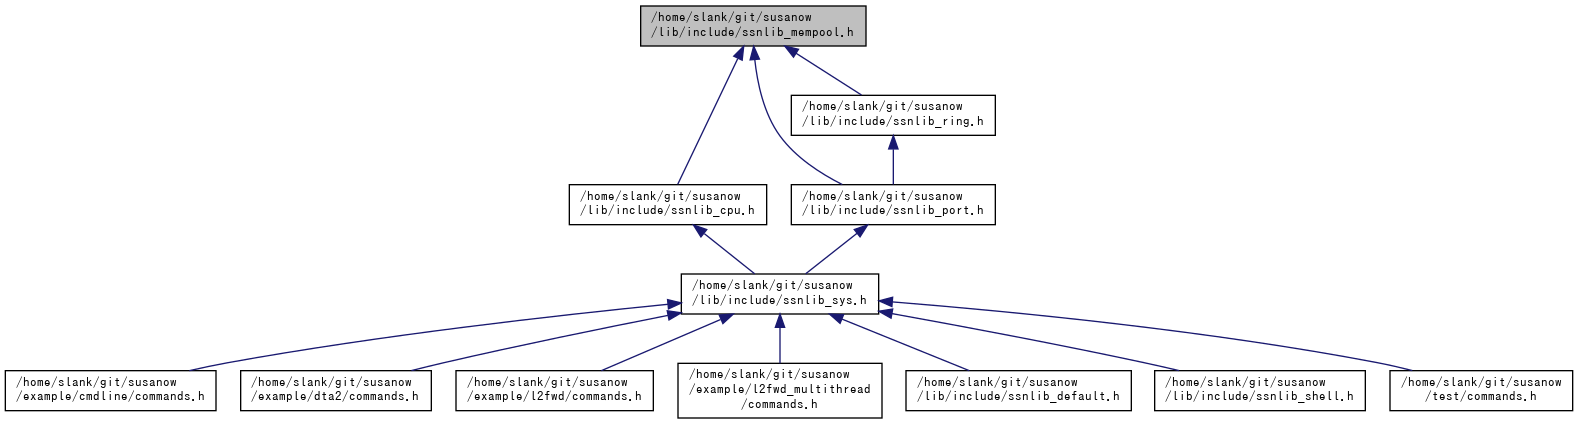 /home/slank/git/susanow
/lib/include/ssnlib_mempool.h
/home/slank/git/susanow
/lib/include/ssnlib_ring.h
/home/slank/git/susanow
/lib/include/ssnlib_cpu.h
/home/slank/git/susanow
/lib/include/ssnlib_port.h
/home/slank/git/susanow
/lib/include/ssnlib_sys.h
/home/slank/git/susanow
/example/cmdline/commands.h
/home/slank/git/susanow
/example/dta2/commands.h
/home/slank/git/susanow
/example/l2fwd/commands.h
/home/slank/git/susanow
/example/l2fwd_multithread
/commands.h
/home/slank/git/susanow
/lib/include/ssnlib_default.h
/home/slank/git/susanow
/lib/include/ssnlib_shell.h
/home/slank/git/susanow
/test/commands.h